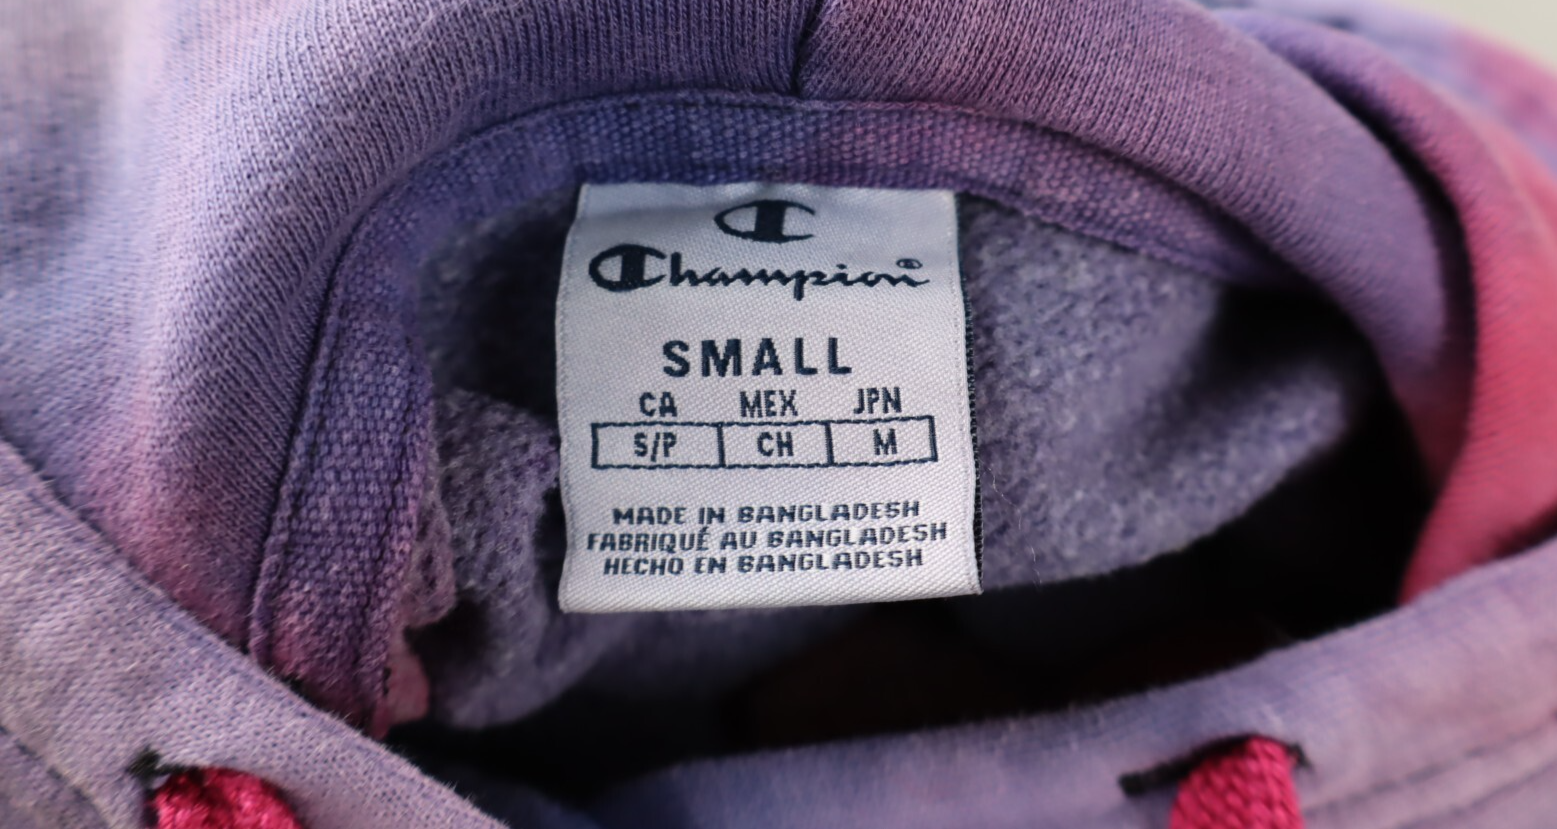 Champion®
SMALL
CA MEX JPN
S/P CH M
MADE IN BANGLADESH
FABRIQUÉ AU BANGLADESH
HECHO EN BANGLADESH